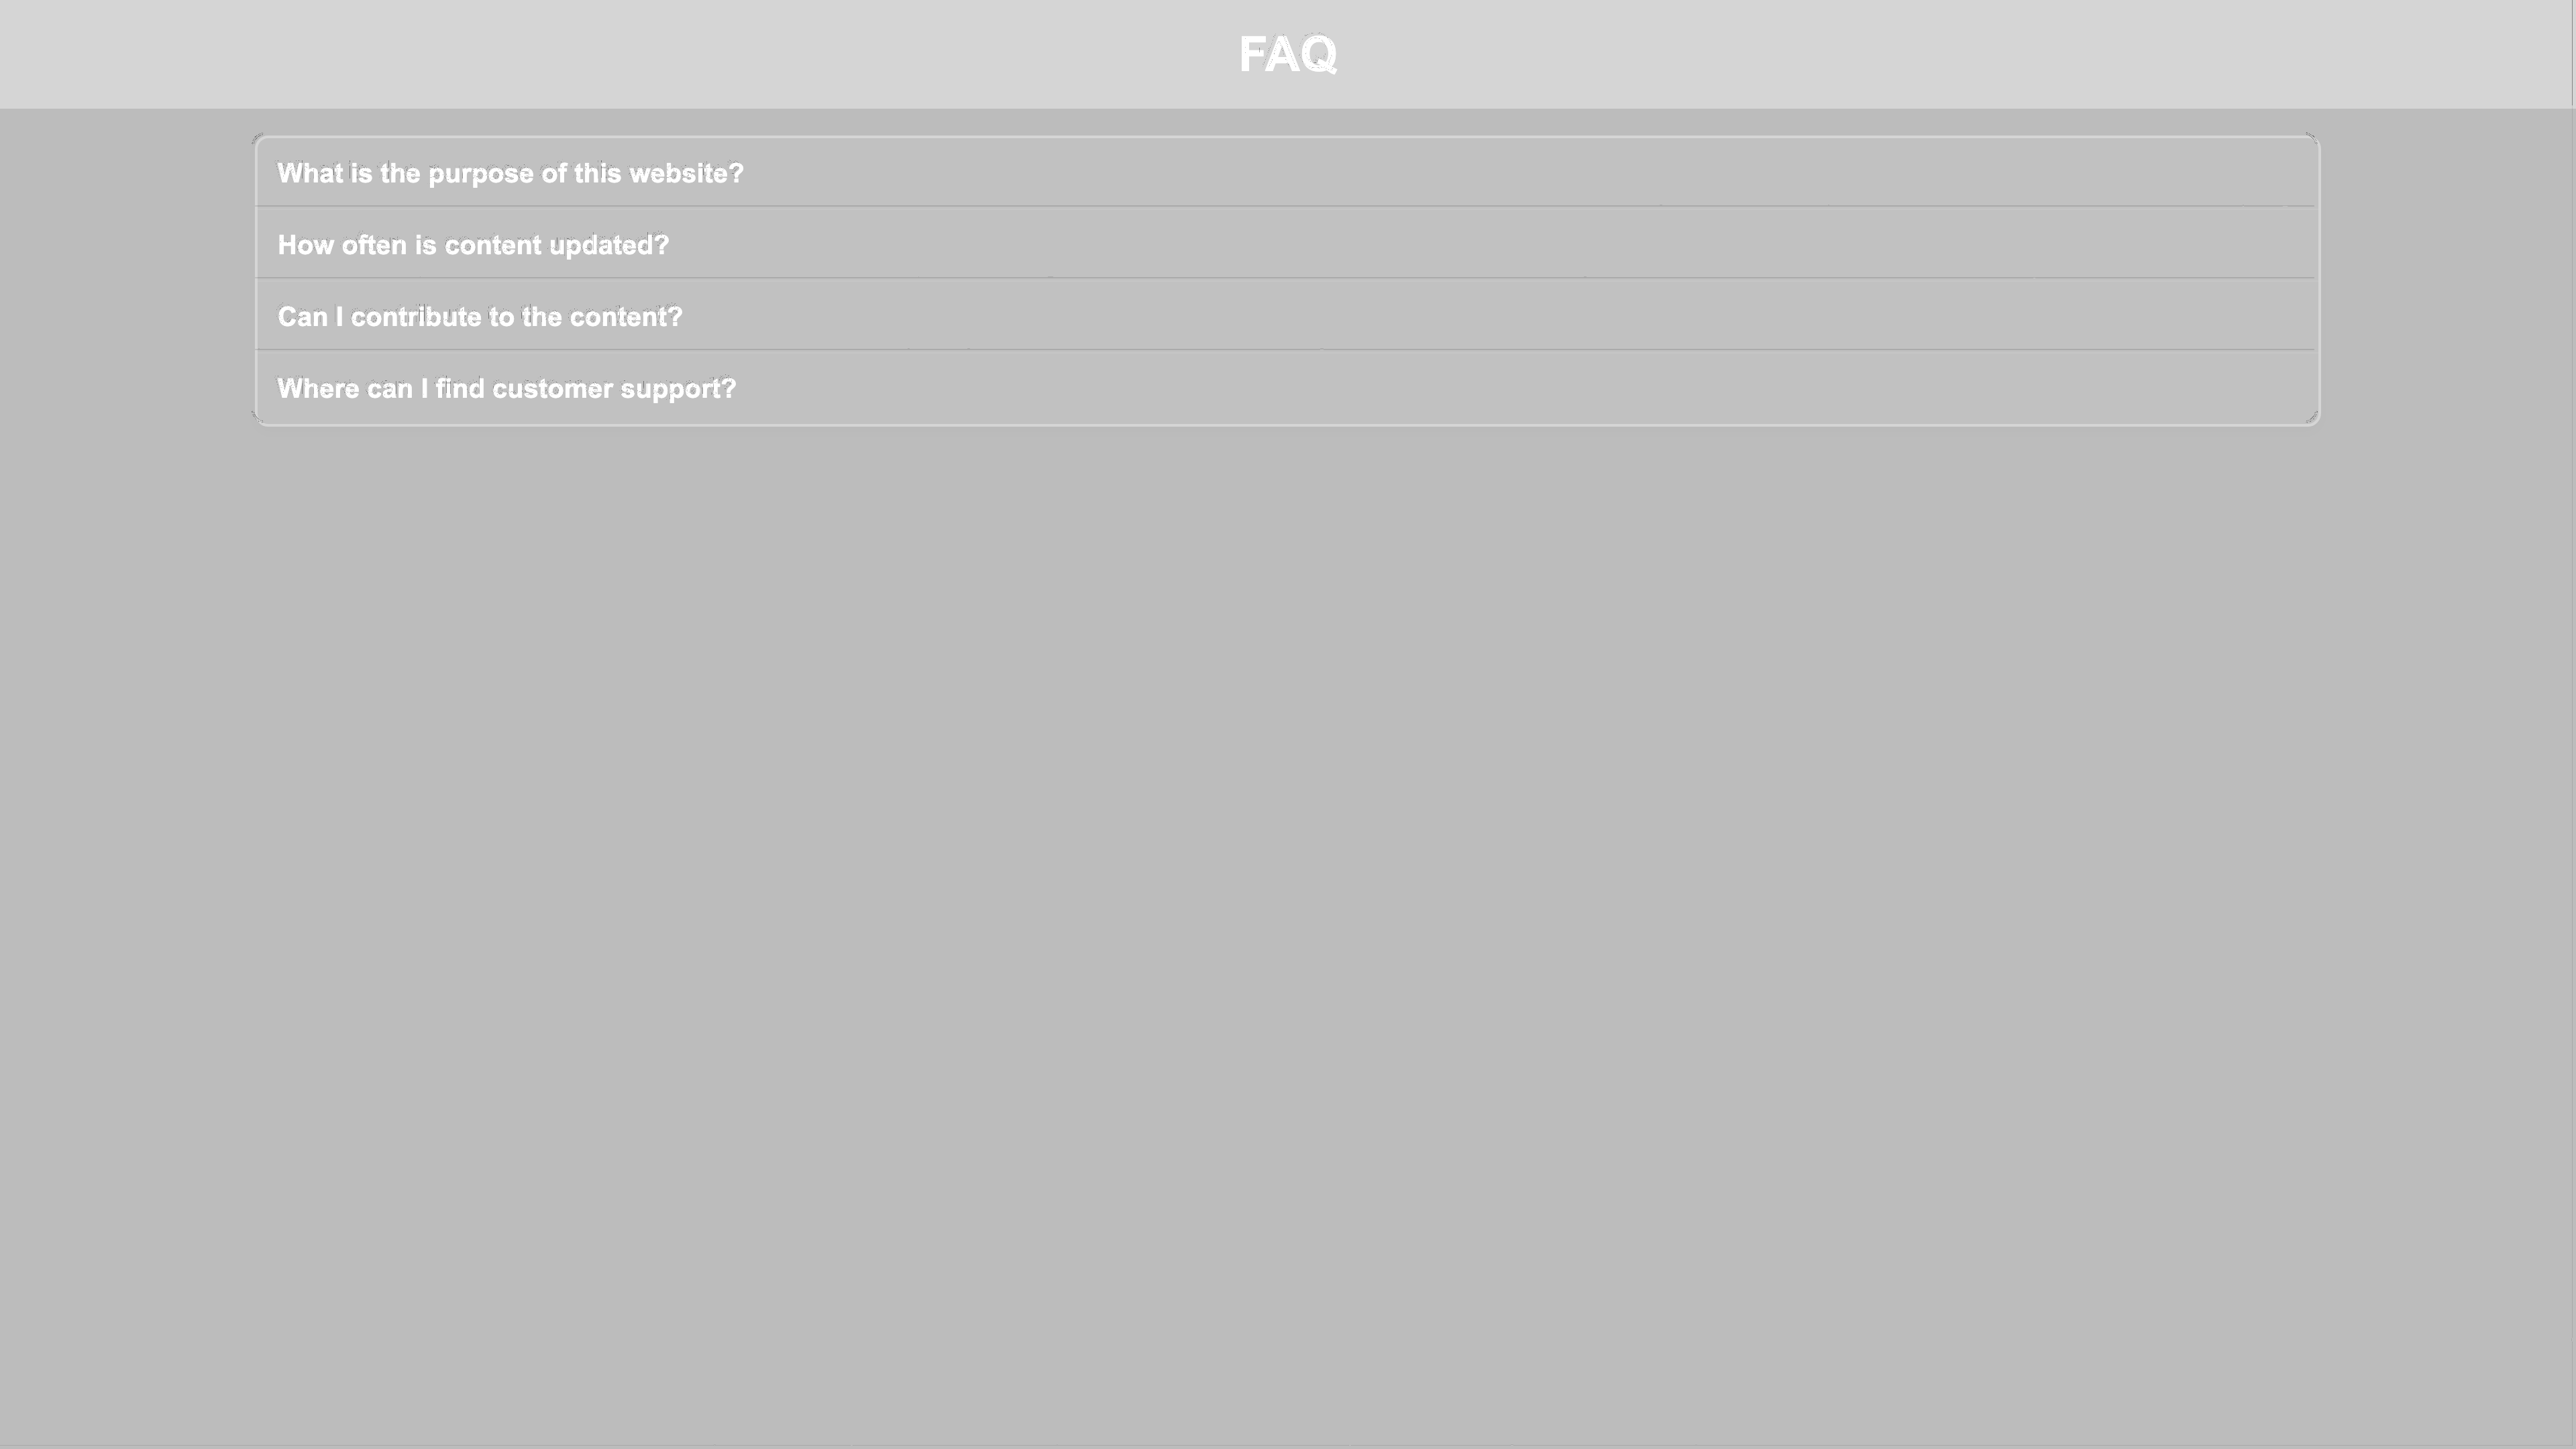 FAQ
What is the purpose of this website?
How often is content updated?
Can I contribute to the content?
Where can I find customer support?